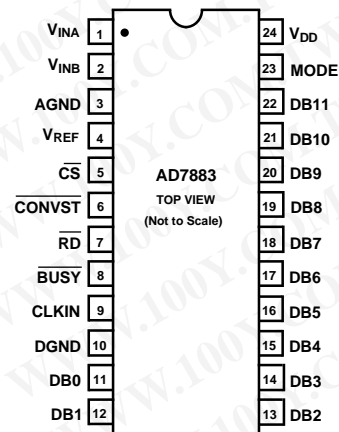 VINA 1 24 VDD
VINB 2 23 MODE
AGND 3 22 DB11
VREF 4 21 DB10
CS 5 AD7883 20 DB9
CONVST 6 TOP VIEW 19 DB8
(Not to Scale)
RD 7 18 DB7
BUSY 8 17 DB6
CLKIN 9 16 DB5
DGND 10 15 DB4
DB0 11 14 DB3
DB1 12 13 DB2